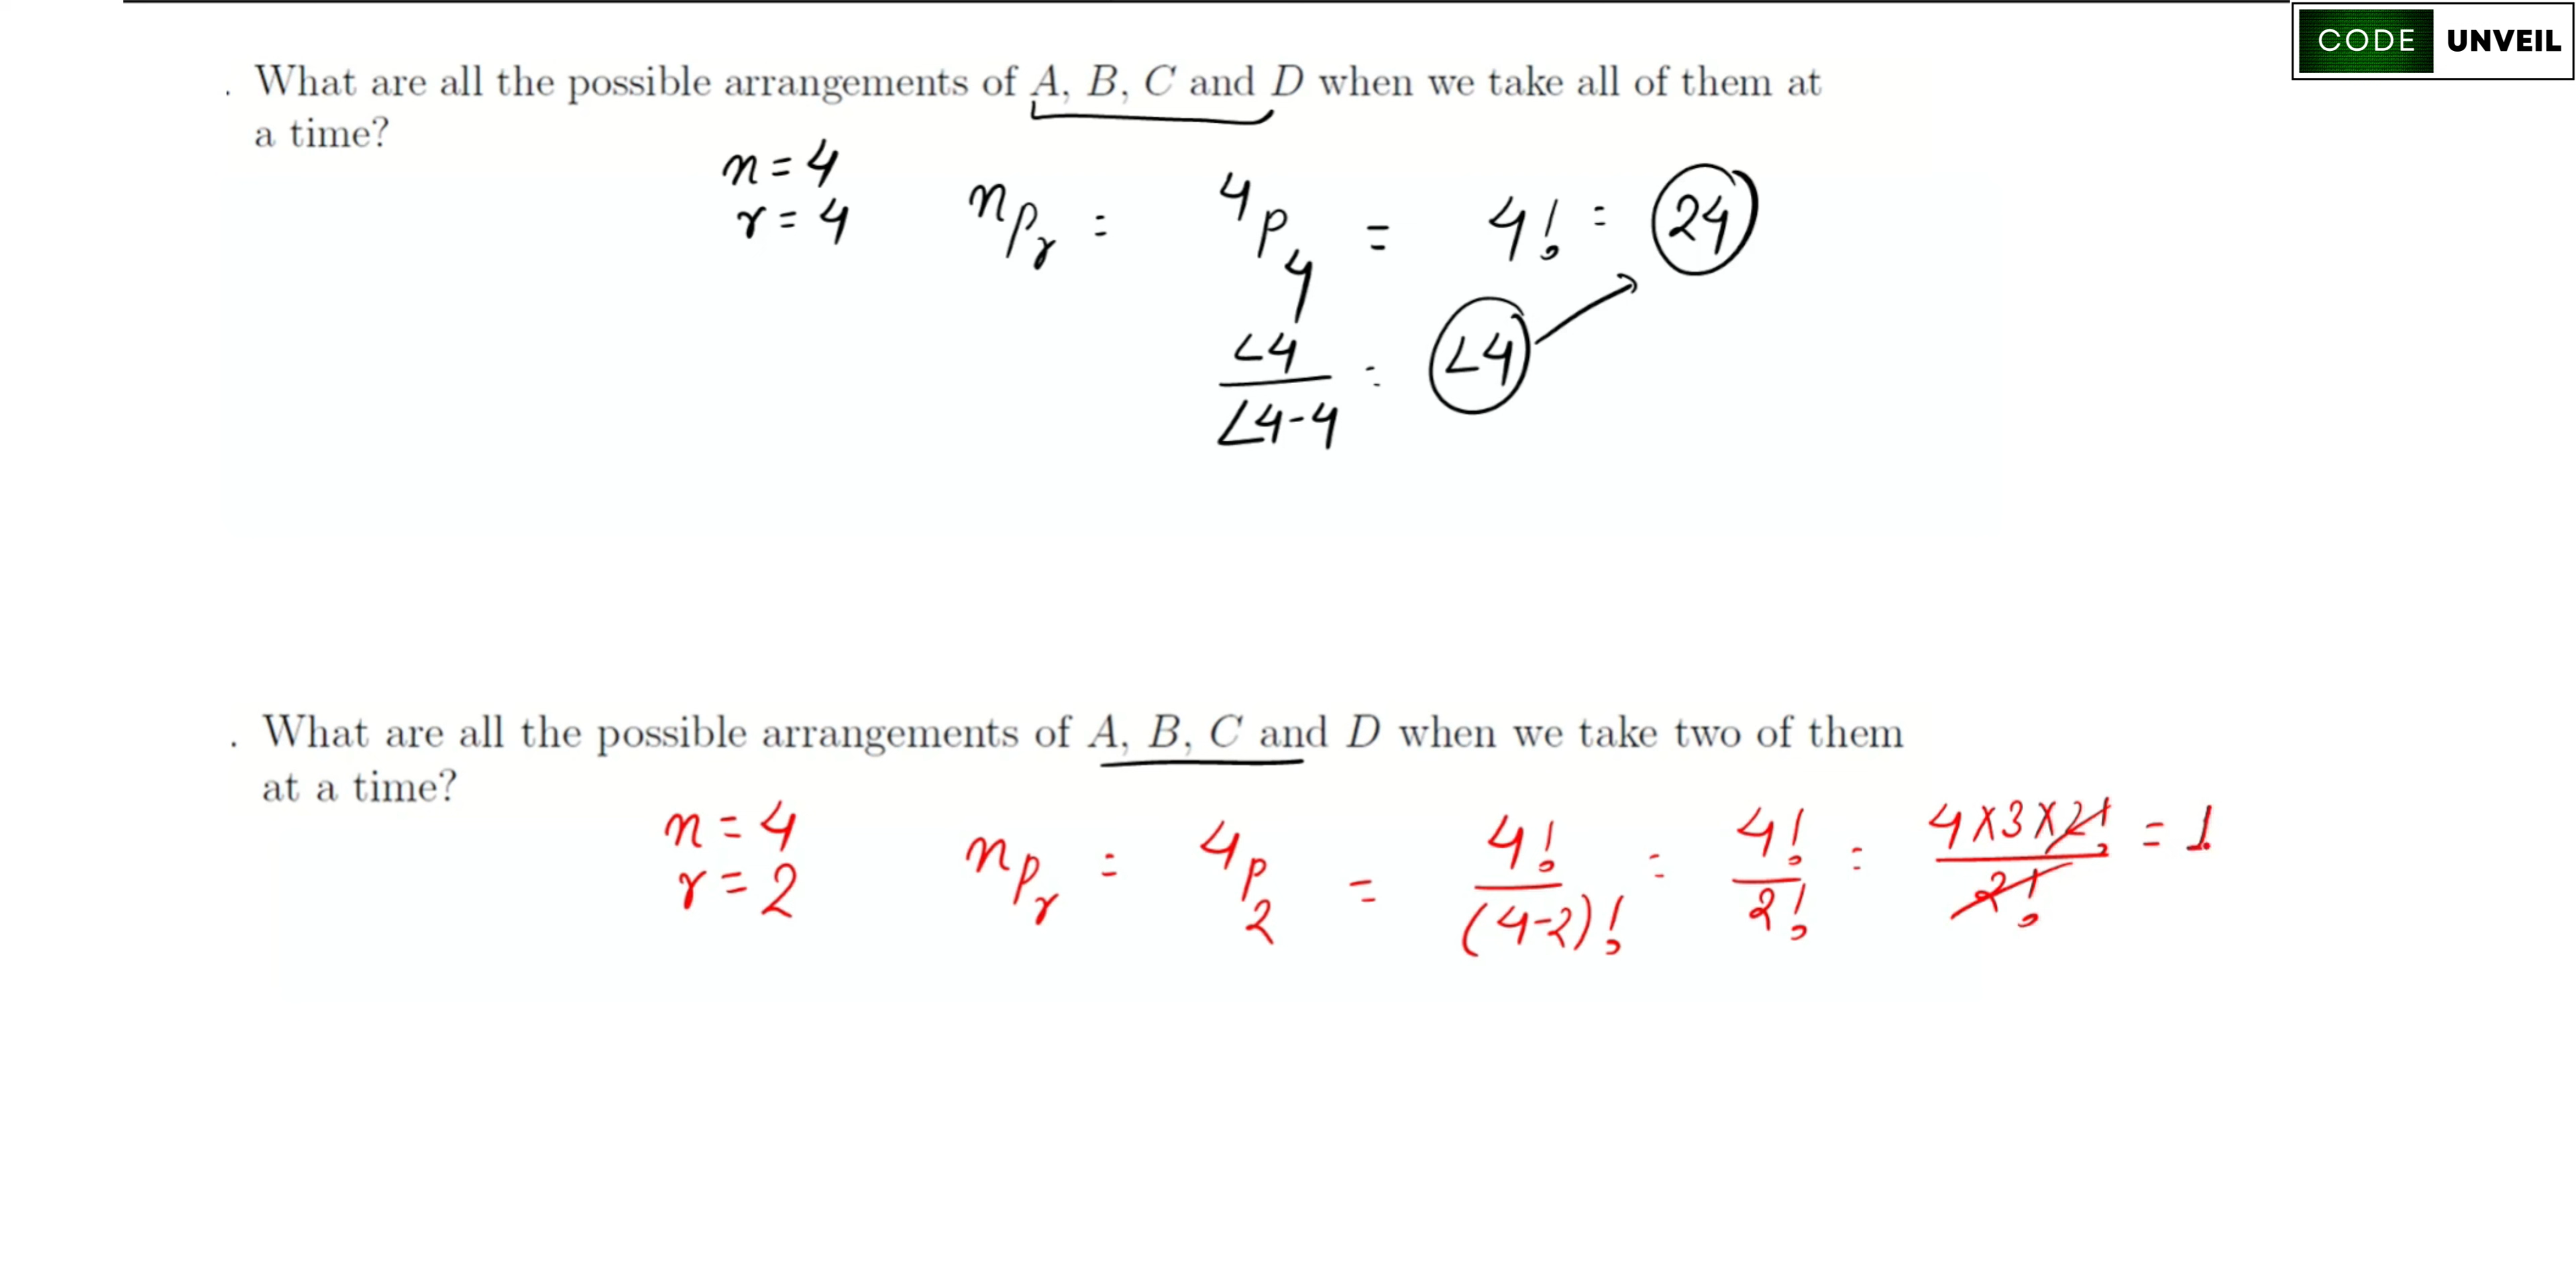 CODE UNVEIL
. What are all the possible arrangements of A, B, C and D when we take all of them at
a time?
n = 4
r = 4
nPr = 4P4 = 4! = 24
∠4 / ∠4-4 = ∠4
. What are all the possible arrangements of A, B, C and D when we take two of them
at a time?
n = 4
r = 2
nPr = 4P2 = 4! / (4-2)! = 4! / 2! = 4×3×2! / 2! = 1